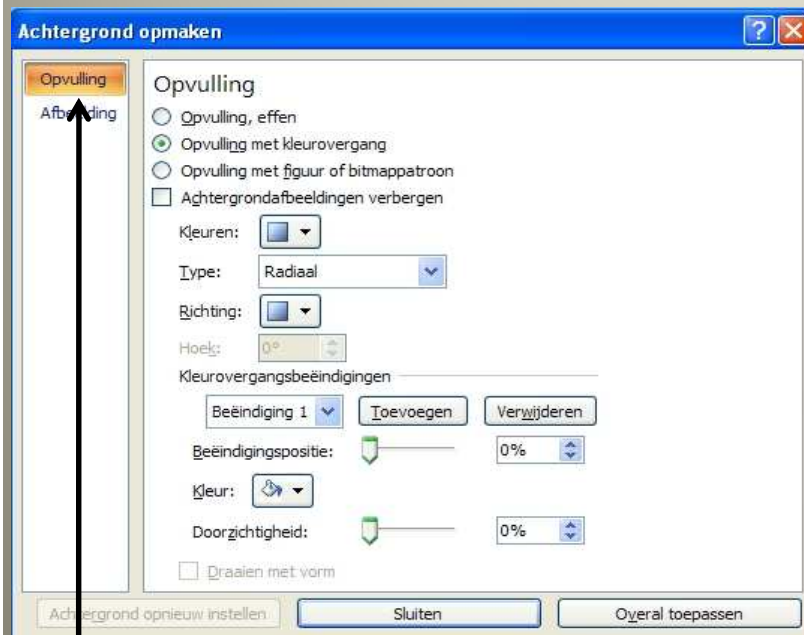 Achtergrond opmaken
Opvulling
Afbeelding
Opvulling
Opvulling, effen
Opvulling met kleurovergang
Opvulling met figuur of bitmappatroon
Achtergrondafbeeldingen verbergen
Kleuren:
Type: Radiaal
Richting:
Hoek: 0°
Kleurovergangsbeëindigingen
Beëindiging 1 Toevoegen Verwijderen
Beëindigingspositie: 0%
Kleur:
Doorzichtigheid: 0%
Draaien met vorm
Achtergrond opnieuw instellen Sluiten Overal toepassen